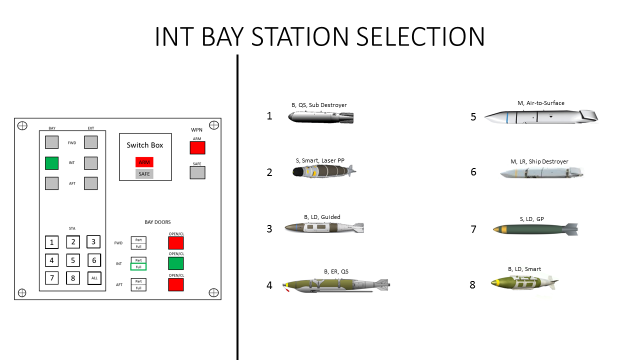 INT BAY STATION SELECTION
BAY EXT
FWD
INT
AFT
Switch Box
ARM
SAFE
WPN
ARM
SAFE
STA
1 2 3
4 5 6
7 8 ALL
BAY DOORS
OPEN/CL
FWD Part Full
OPEN/CL
INT Part Full
OPEN/CL
AFT Part Full
1 B, QS, Sub Destroyer
2 S, Smart, Laser PP
3 B, LD, Guided
4 B, ER, QS
5 M, Air-to-Surface
6 M, LR, Ship Destroyer
7 S, LD, GP
8 B, LD, Smart